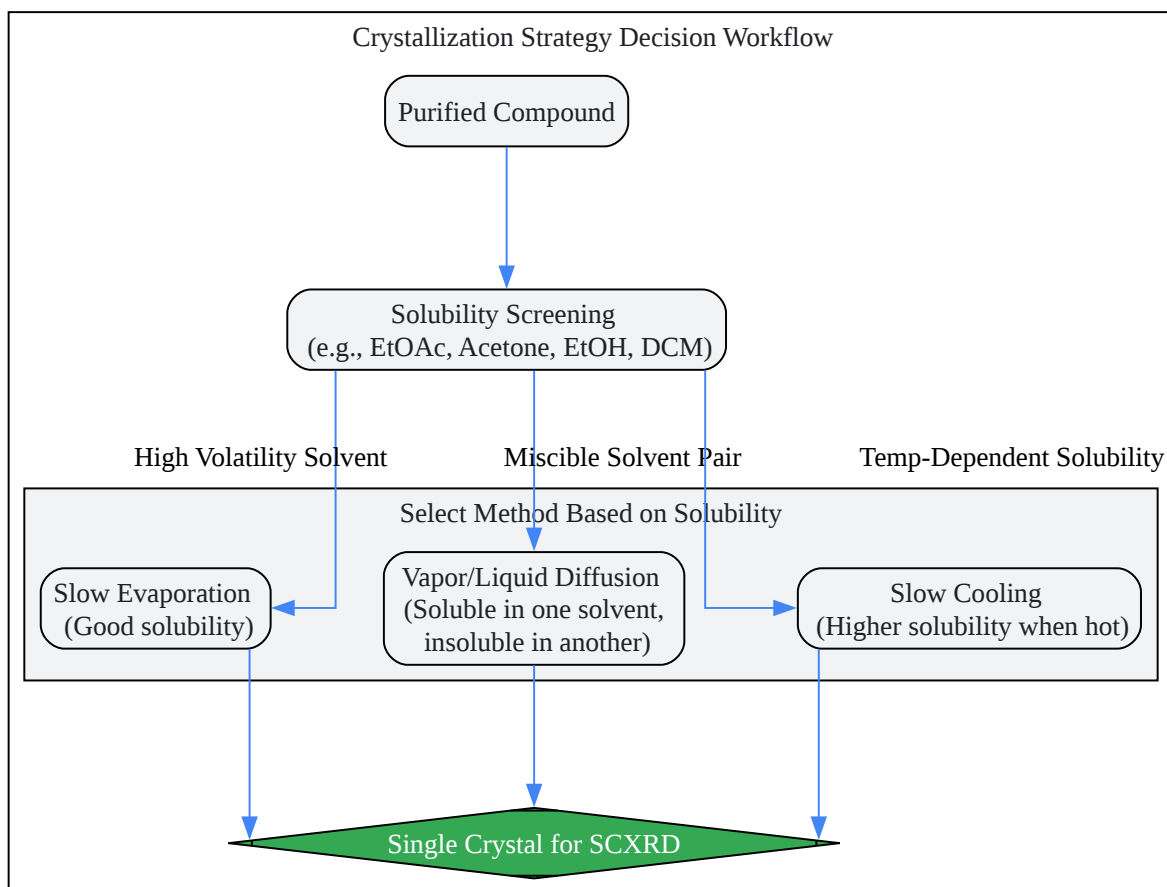 Crystallization Strategy Decision Workflow
Purified Compound
Solubility Screening
(e.g., EtOAc, Acetone, EtOH, DCM)
High Volatility Solvent
Miscible Solvent Pair
Temp-Dependent Solubility
Select Method Based on Solubility
Slow Evaporation
(Good solubility)
Vapor/Liquid Diffusion
(Soluble in one solvent,
insoluble in another)
Slow Cooling
(Higher solubility when hot)
Single Crystal for SCXRD